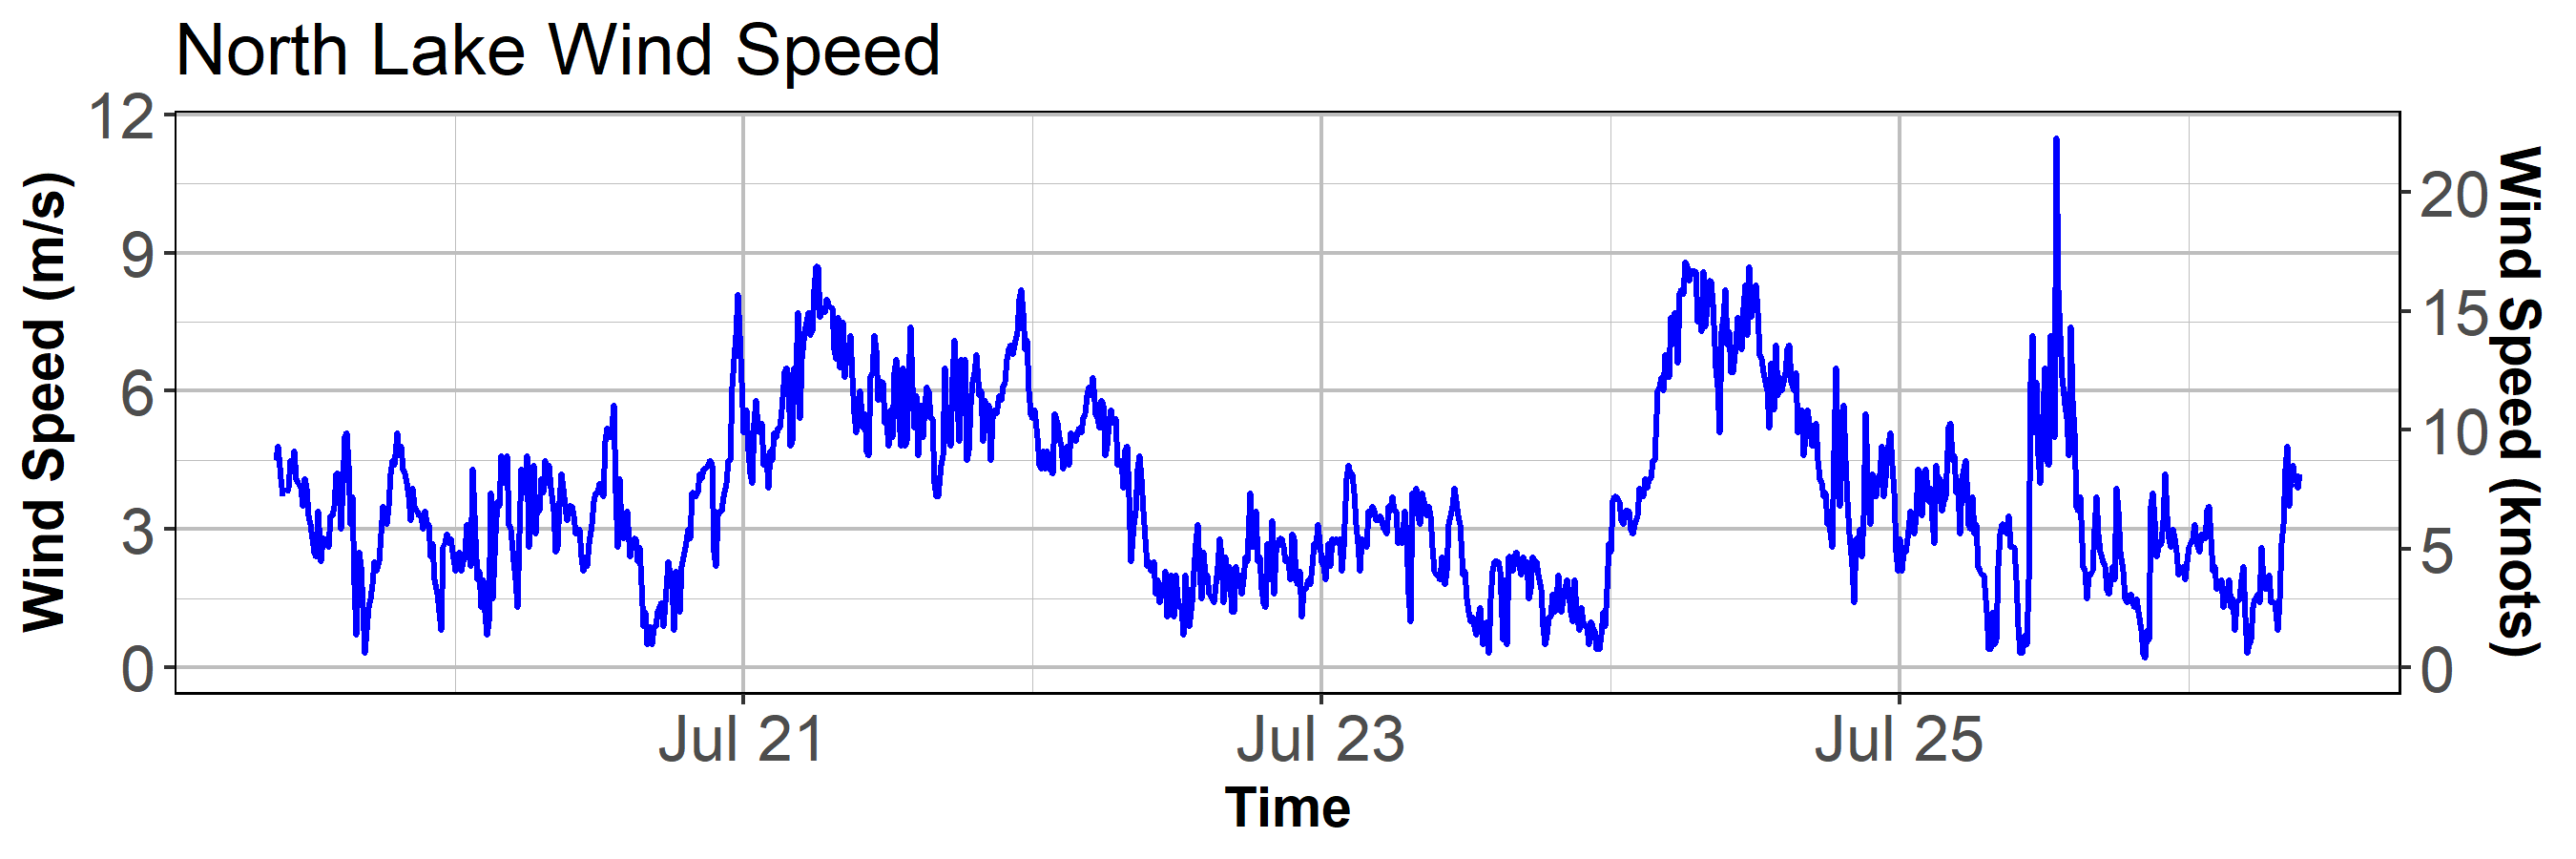 North Lake Wind Speed
Wind Speed (m/s)
12
9
6
3
0
20
15
10
5
0
Wind Speed (knots)
Jul 21
Jul 23
Jul 25
Time